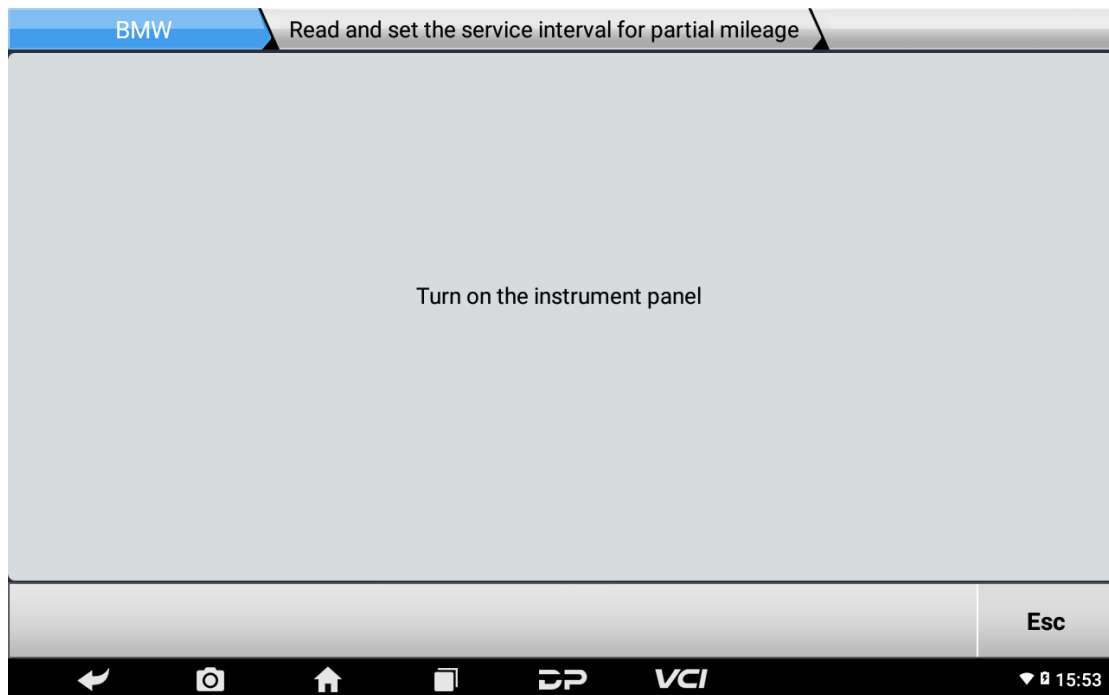 BMW
Read and set the service interval for partial mileage
Turn on the instrument panel
Esc
DP
VCI
15:53